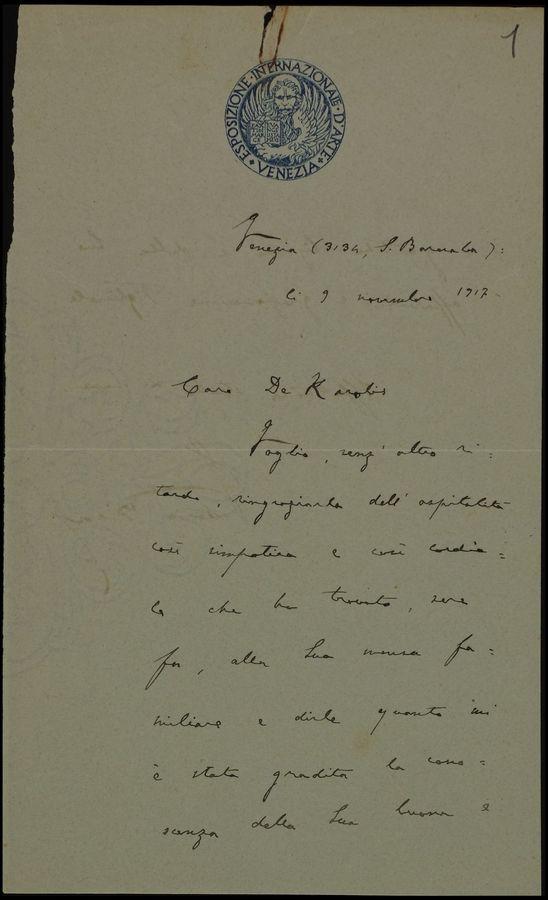 1
ESPOSIZIONE · INTERNAZIONALE · D'ARTE · VENEZIA
Venezia (3134, S. Barnaba):
li 9 novembre 1917
Caro De Karolis
Voglio, senz' altro ri:
tardo, ringraziarla dell' ospitalità
così simpatica e così cordia:
le che ho trovato, sere
fa, alla Sua mensa fa:
miliare e dirle quanto mi
è stata gradita la cono:
scenza della Sua buona e